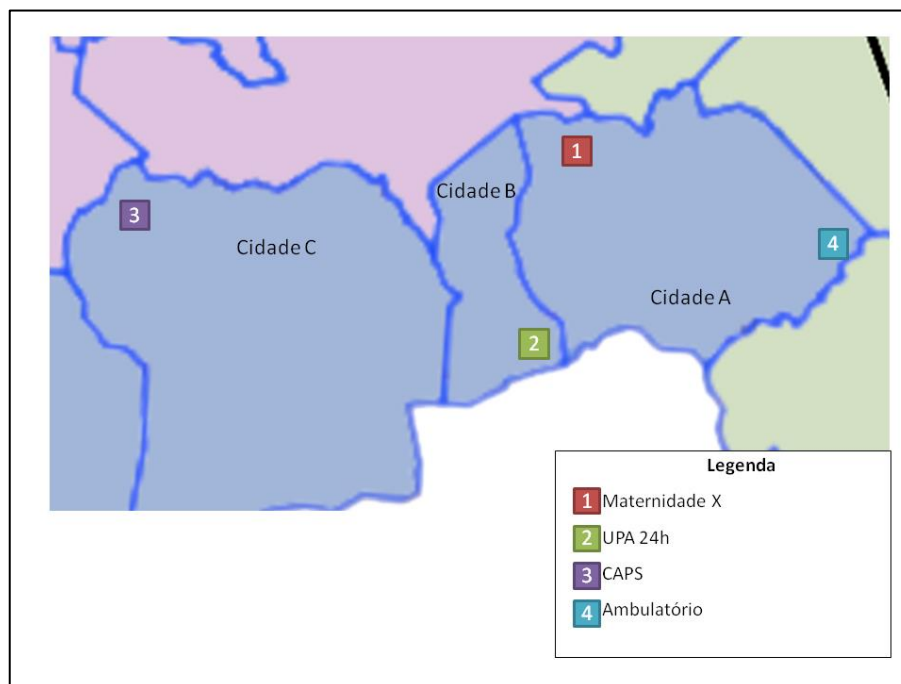 1
Cidade B
3
Cidade C
4
Cidade A
2
Legenda
1 Maternidade X
2 UPA 24h
3 CAPS
4 Ambulatório